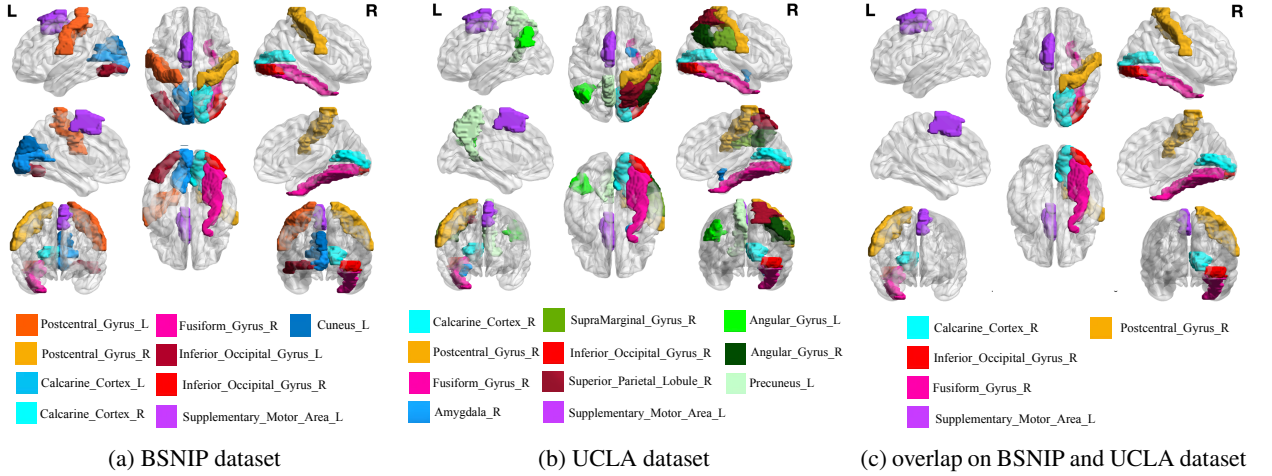 L R L R L R
Postcentral_Gyrus_L Fusiform_Gyrus_R Cuneus_L
Postcentral_Gyrus_R Inferior_Occipital_Gyrus_L
Calcarine_Cortex_L Inferior_Occipital_Gyrus_R
Calcarine_Cortex_R Supplementary_Motor_Area_L
Calcarine_Cortex_R SupraMarginal_Gyrus_R Angular_Gyrus_L
Postcentral_Gyrus_R Inferior_Occipital_Gyrus_R Angular_Gyrus_R
Fusiform_Gyrus_R Superior_Parietal_Lobule_R Precuneus_L
Amygdala_R Supplementary_Motor_Area_L
Calcarine_Cortex_R Postcentral_Gyrus_R
Inferior_Occipital_Gyrus_R
Fusiform_Gyrus_R
Supplementary_Motor_Area_L
(a) BSNIP dataset
(b) UCLA dataset
(c) overlap on BSNIP and UCLA dataset